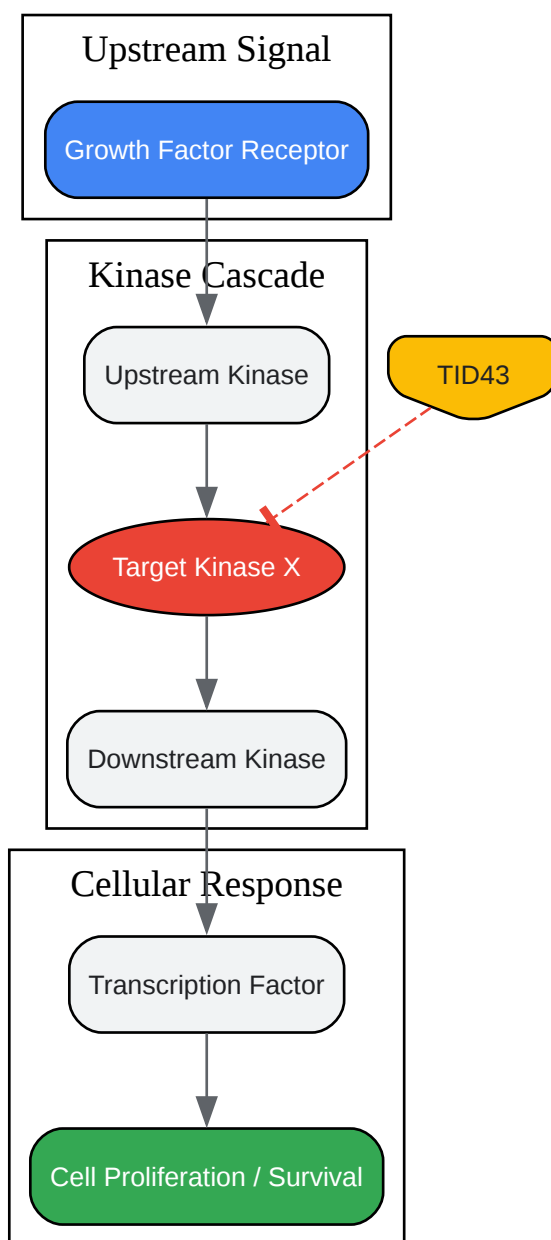 Upstream Signal
Growth Factor Receptor
Kinase Cascade
Upstream Kinase
TID43
Target Kinase X
Downstream Kinase
Cellular Response
Transcription Factor
Cell Proliferation / Survival